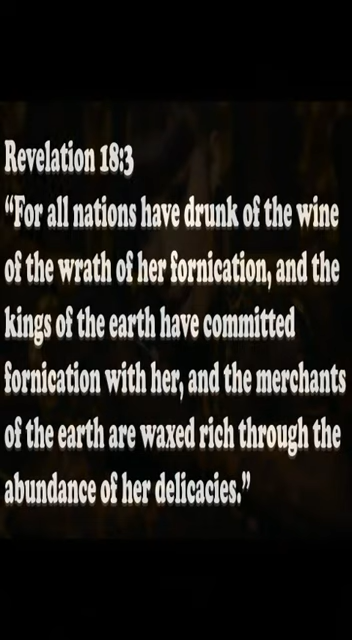 Revelation 18:3
“For all nations have drunk of the wine
of the wrath of her fornication, and the
kings of the earth have committed
fornication with her, and the merchants
of the earth are waxed rich through the
abundance of her delicacies.”